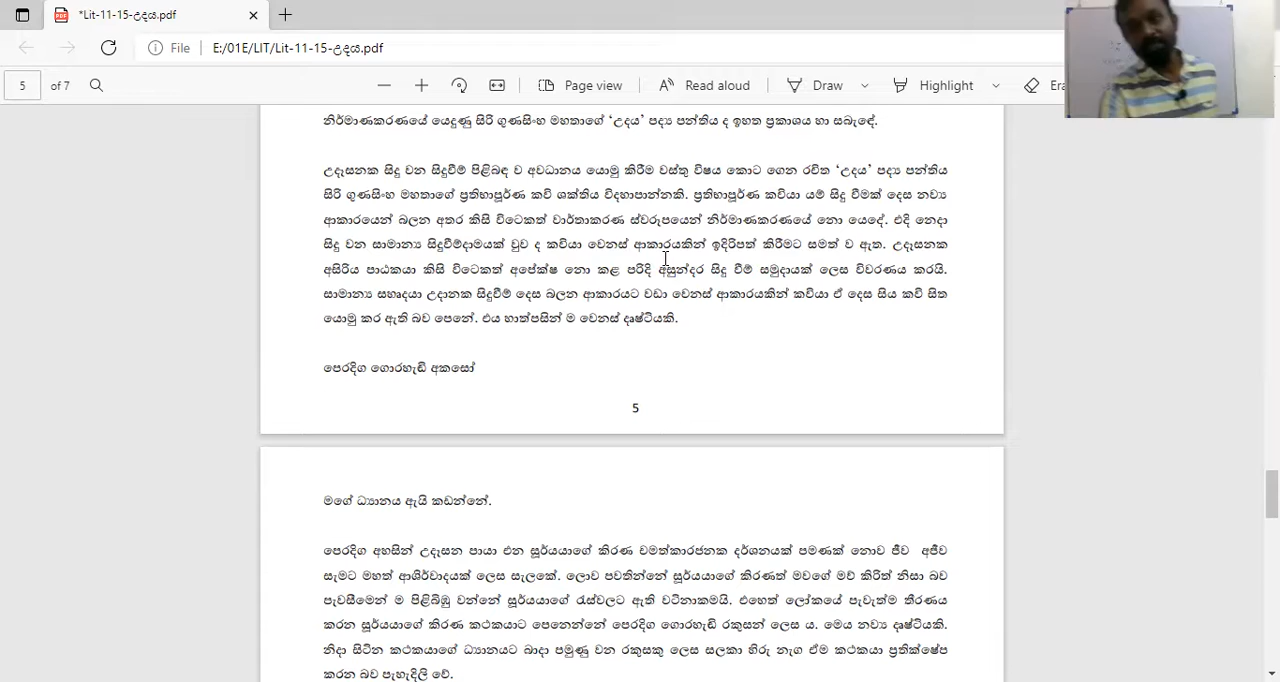 *Lit-11-15-උදය.pdf
File E:/01E/LIT/Lit-11-15-උදය.pdf
5 of 7 Page view Read aloud Draw Highlight
නිර්මාණකරණයේ යෙදුණු සිරි ගුණසිංහ මහතාගේ ‘උදය’ පද්‍ය පන්තිය ද ඉහත ප්‍රකාශය හා සබැඳේ.
උදෑසනක සිදු වන සිදුවීම් පිළිබඳ ව අවධානය යොමු කිරීම වස්තු විෂය කොට ගෙන රචිත ‘උදය’ පද්‍ය පන්තිය
සිරි ගුණසිංහ මහතාගේ ප්‍රතිභාපූර්ණ කවි ශක්තිය විදහාපාන්නකි. ප්‍රතිභාපූර්ණ කවියා යම් සිදු වීමක් දෙස නව්‍ය
ආකාරයෙන් බලන අතර කිසි විටෙකත් වාර්තාකරණ ස්වරූපයෙන් නිර්මාණකරණයේ නො යෙදේ. එදි නෙදා
සිදු වන සාමාන්‍ය සිදුවීම්දාමයක් වුව ද කවියා වෙනස් ආකාරයකින් ඉදිරිපත් කිරීමට සමත් ව ඇත. උදෑසනක
අසිරිය පාඨකයා කිසි විටෙකත් අපේක්ෂ නො කළ පරිදි අසුන්දර සිදු වීම් සමුදායක් ලෙස විවරණය කරයි.
සාමාන්‍ය සහෘදයා උදානක සිදුවීම් දෙස බලන ආකාරයට වඩා වෙනස් ආකාරයකින් කවියා ඒ දෙස සිය කවි සිත
යොමු කර ඇති බව පෙනේ. එය හාත්පසින් ම වෙනස් දෘෂ්ටියකි.
පෙරදිග ගොරහැඬි අකසෝ
5
මගේ ධ්‍යානය ඇයි කඩන්නේ.
පෙරදිග අහසින් උදෑසන පායා එන සූර්යයාගේ කිරණ චමත්කාරජනක දර්ශනයක් පමණක් නොව ජීව අජීව
සැමට මහත් ආශිර්වාදයක් ලෙස සැලකේ. ලොව පවතින්නේ සූර්යයාගේ කිරණත් මවගේ මව් කිරිත් නිසා බව
පැවසීමෙන් ම පිළිබිඹු වන්නේ සූර්යයාගේ රැස්වලට ඇති වටිනාකමයි. එහෙත් ලෝකයේ පැවැත්ම තීරණය
කරන සූර්යයාගේ කිරණ කථකයාට පෙනෙන්නේ පෙරදිග ගොරහැඬි රකුසන් ලෙස ය. මෙය නව්‍ය දෘෂ්ටියකි.
නිදා සිටින කථකයාගේ ධ්‍යානයට බාදා පමුණු වන රකුසකු ලෙස සලකා හිරු නැග ඒම කථකයා ප්‍රතික්ෂේප
කරන බව පැහැදිලි වේ.